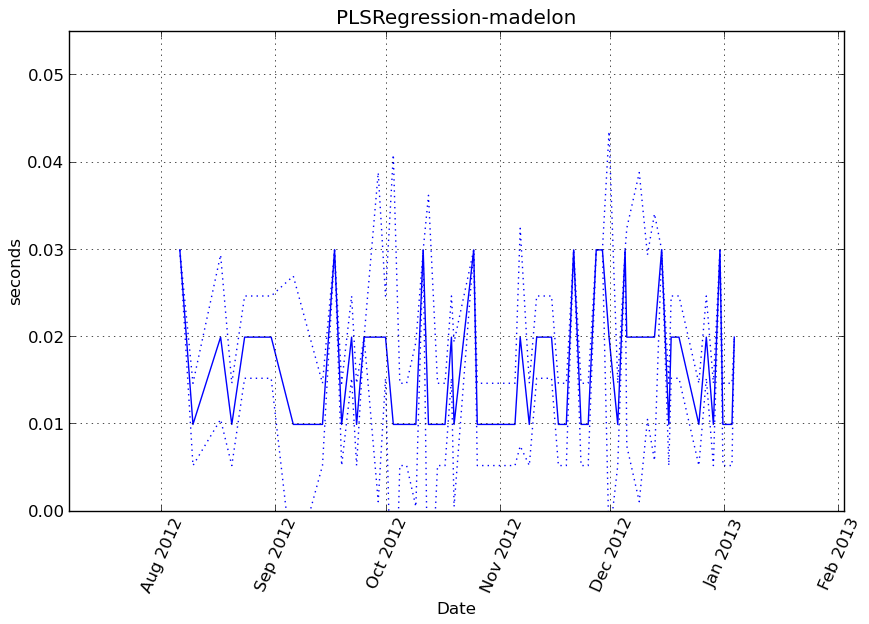 PLSRegression-madelon
0.05
0.04
0.03
0.02
0.01
0.00
seconds
Aug 2012
Sep 2012
Oct 2012
Nov 2012
Dec 2012
Jan 2013
Feb 2013
Date